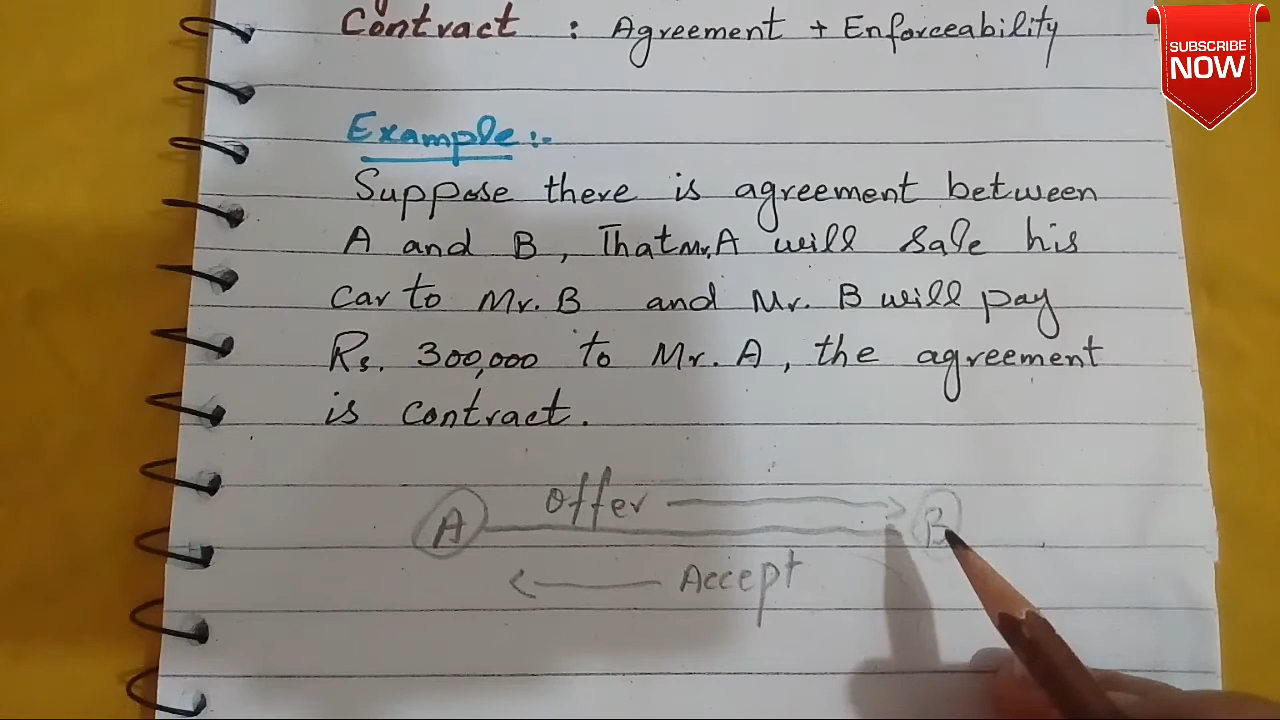 Contract : Agreement + Enforceability
SUBSCRIBE
NOW
Example:-
Suppose there is agreement between
A and B, That Mr. A will sale his
car to Mr. B and Mr. B will pay
Rs. 300,000 to Mr. A, the agreement
is contract.
Offer
A B
Accept